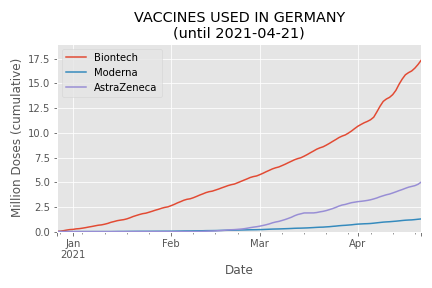 VACCINES USED IN GERMANY
(until 2021-04-21)
Biontech
Moderna
AstraZeneca
Million Doses (cumulative)
17.5
15.0
12.5
10.0
7.5
5.0
2.5
0.0
Jan
2021
Feb
Mar
Apr
Date